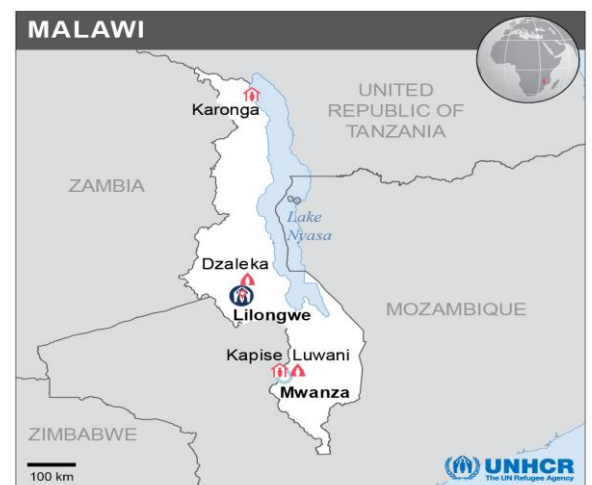 MALAWI
UNITED
REPUBLIC OF
TANZANIA
Karonga
ZAMBIA
Lake
Nyasa
Dzaleka
Lilongwe
MOZAMBIQUE
Kapise Luwani
Mwanza
ZIMBABWE
100 km
UNHCR
The UN Refugee Agency